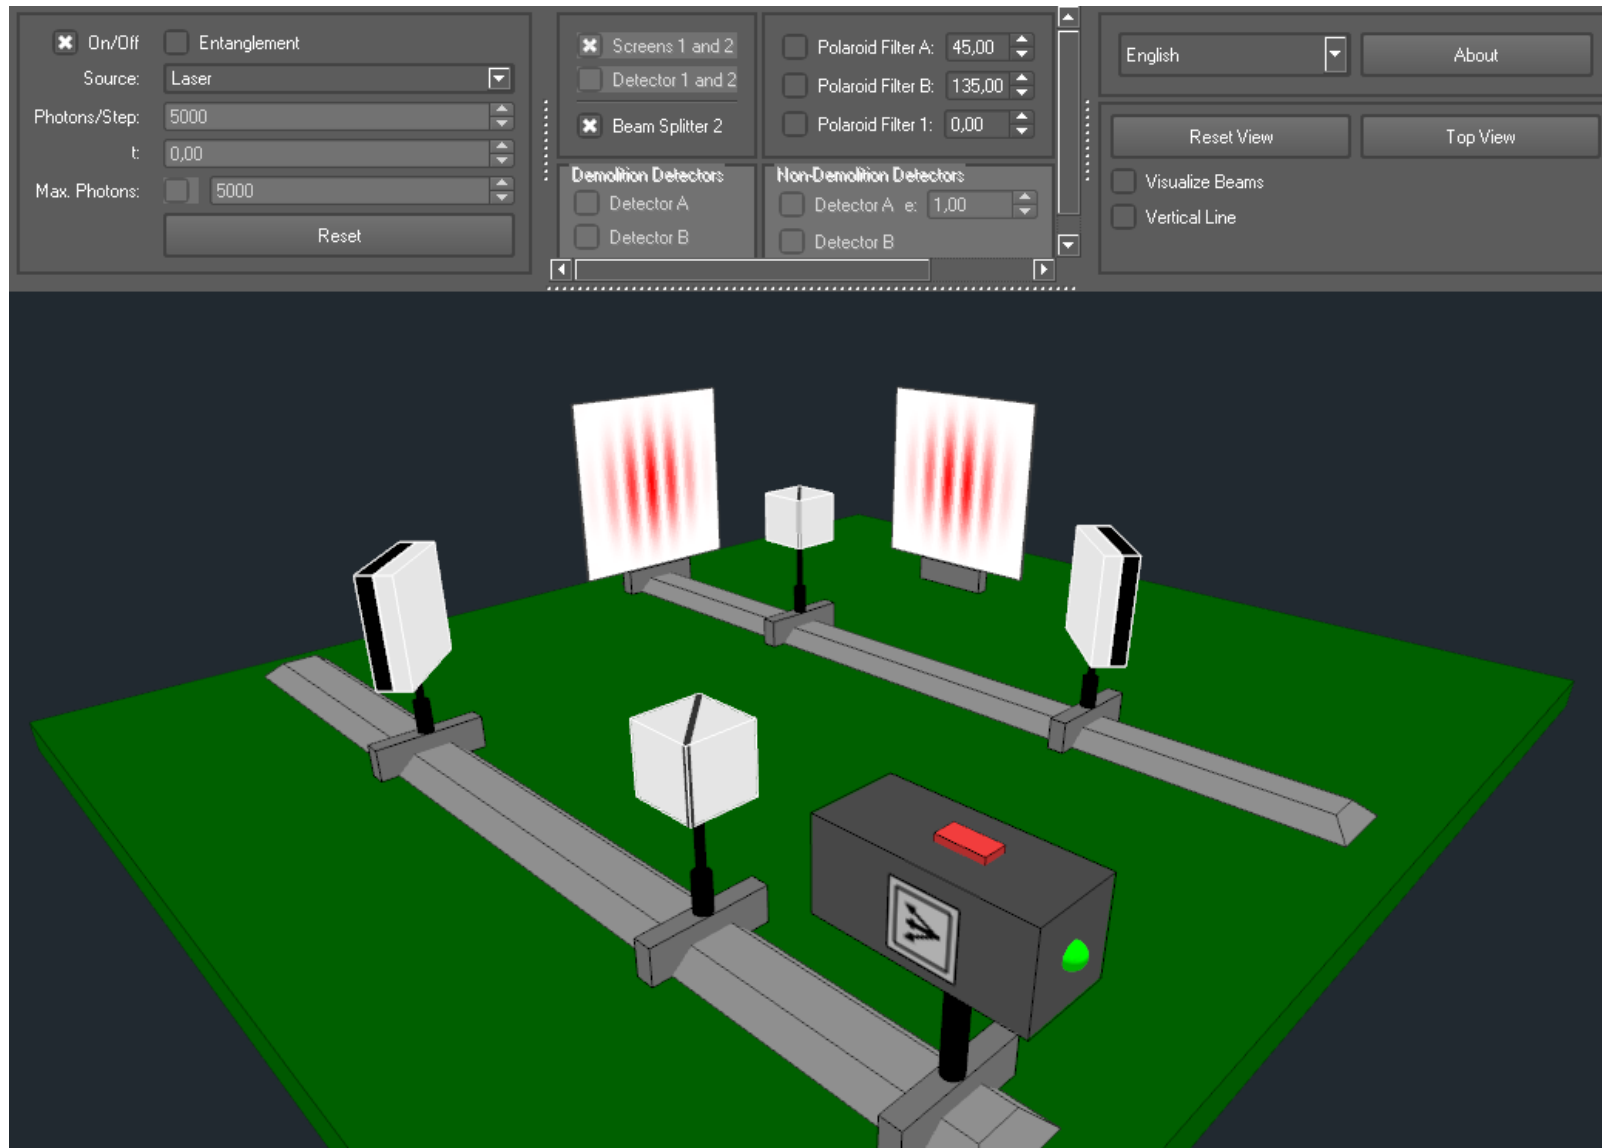 On/Off Entanglement
Source: Laser
Photons/Step: 5000
t: 0,00
Max. Photons: 5000
Reset
Screens 1 and 2
Detector 1 and 2
Beam Splitter 2
Polaroid Filter A: 45,00
Polaroid Filter B: 135,00
Polaroid Filter 1: 0,00
Demolition Detectors
Detector A
Detector B
Non-Demolition Detectors
Detector A e: 1,00
Detector B
English About
Reset View Top View
Visualize Beams
Vertical Line